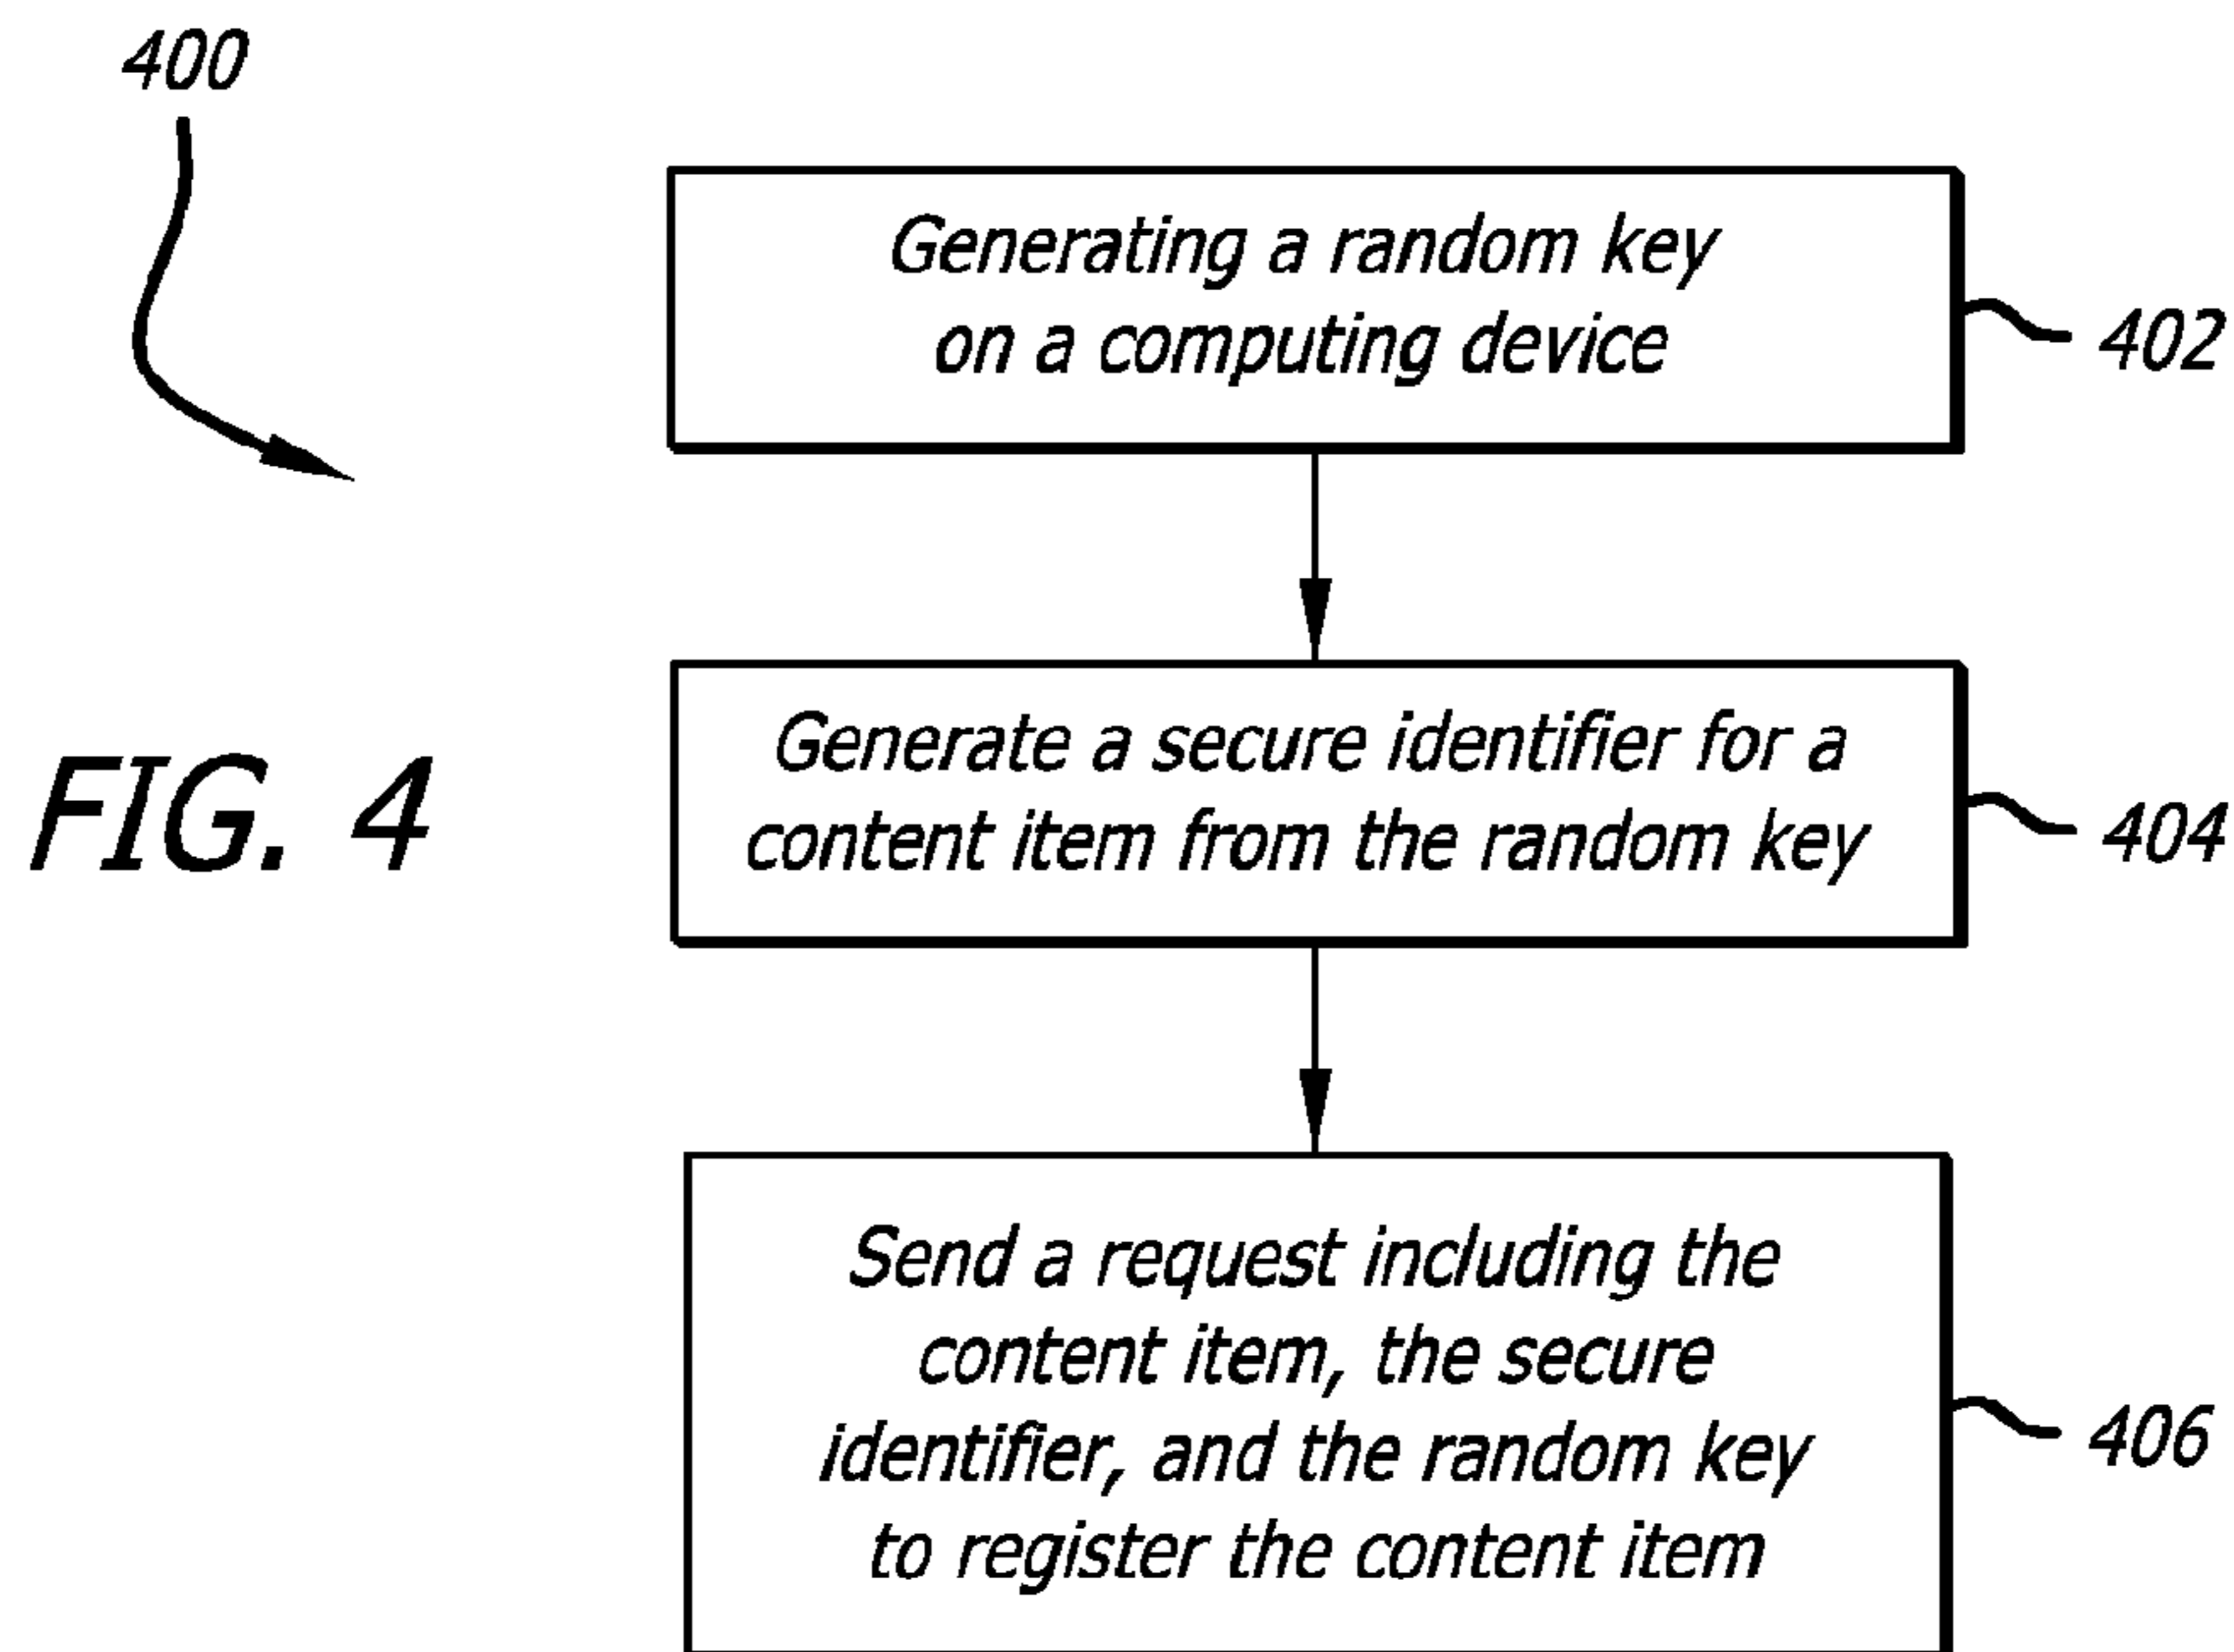 400
Generating a random key
on a computing device
402
Generate a secure identifier for a
content item from the random key
404
FIG. 4
Send a request including the
content item, the secure
identifier, and the random key
to register the content item
406